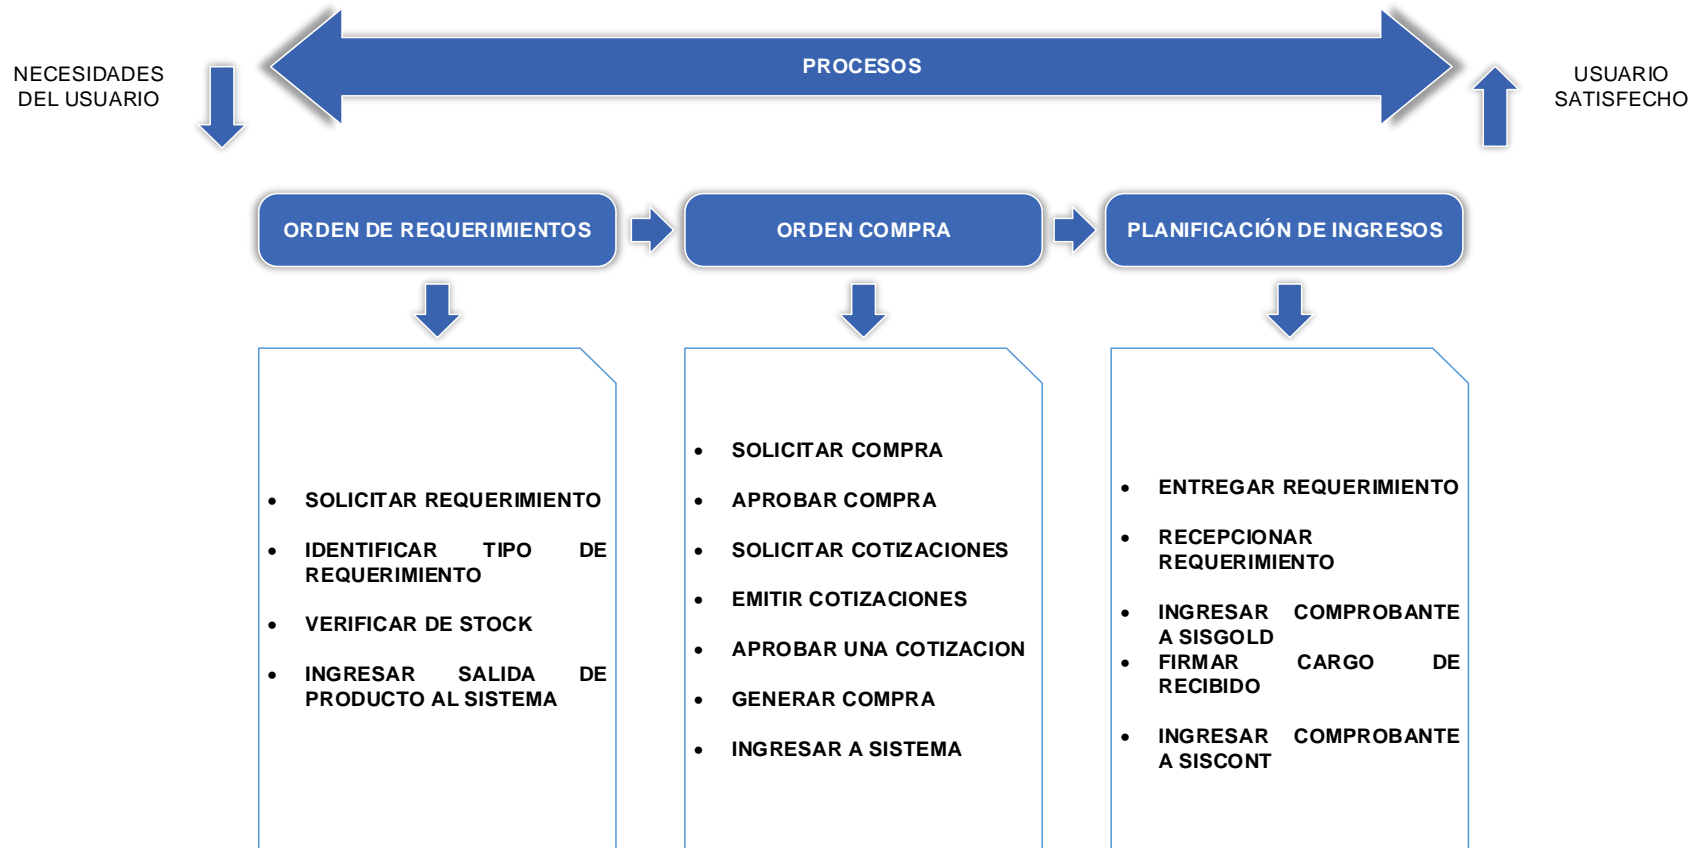 PROCESOS
NECESIDADES
DEL USUARIO
USUARIO
SATISFECHO
ORDEN DE REQUERIMIENTOS
ORDEN COMPRA
PLANIFICACIÓN DE INGRESOS
• SOLICITAR REQUERIMIENTO
• IDENTIFICAR TIPO DE
REQUERIMIENTO
• VERIFICAR DE STOCK
• INGRESAR SALIDA DE
PRODUCTO AL SISTEMA
• SOLICITAR COMPRA
• APROBAR COMPRA
• SOLICITAR COTIZACIONES
• EMITIR COTIZACIONES
• APROBAR UNA COTIZACION
• GENERAR COMPRA
• INGRESAR A SISTEMA
• ENTREGAR REQUERIMIENTO
• RECEPCIONAR
REQUERIMIENTO
• INGRESAR COMPROBANTE
A SISGOLD
• FIRMAR CARGO DE
RECIBIDO
• INGRESAR COMPROBANTE
A SISCONT